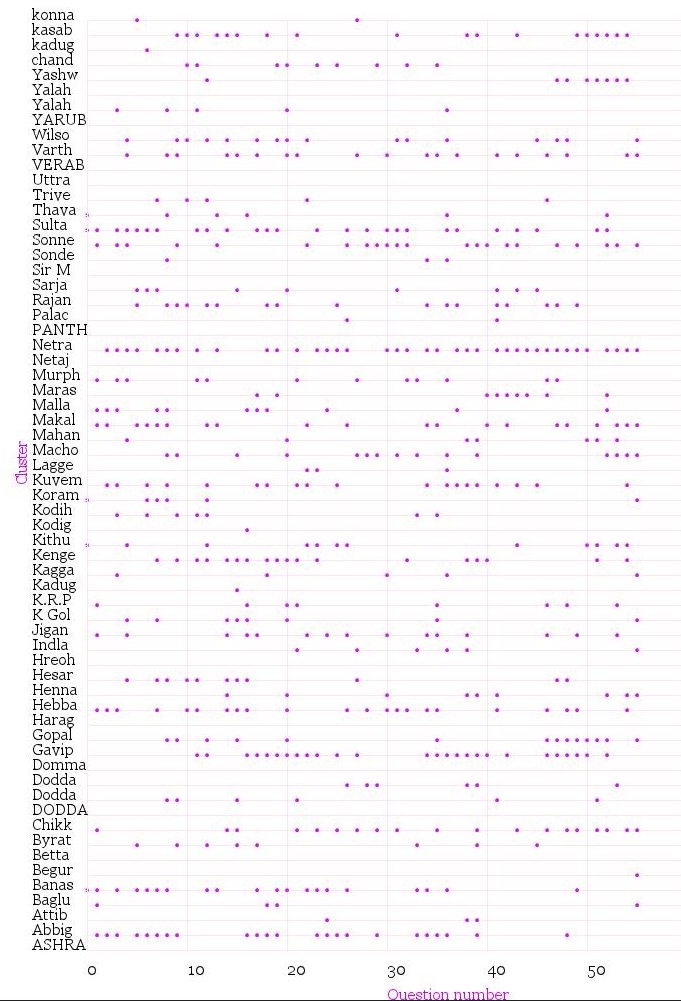 konna
kasab
kadug
chand
Yashw
Yalah
Yalah
YARUB
Wilso
Varth
VERAB
Uttra
Trive
Thava
Sulta
Sonne
Sonde
Sir M
Sarja
Rajan
Palac
PANTH
Netra
Netaj
Murph
Maras
Malla
Makal
Mahan
Macho
Lagge
Kuvem
Koram
Kodih
Kodig
Kithu
Kenge
Kagga
Kadug
K.R.P
K Gol
Jigan
Indla
Hreoh
Hesar
Henna
Hebba
Harag
Gopal
Gavip
Domma
Dodda
Dodda
DODDA
Chikk
Byrat
Betta
Begur
Banas
Baglu
Attib
Abbig
ASHRA
Cluster
0 10 20 30 40 50
Question number